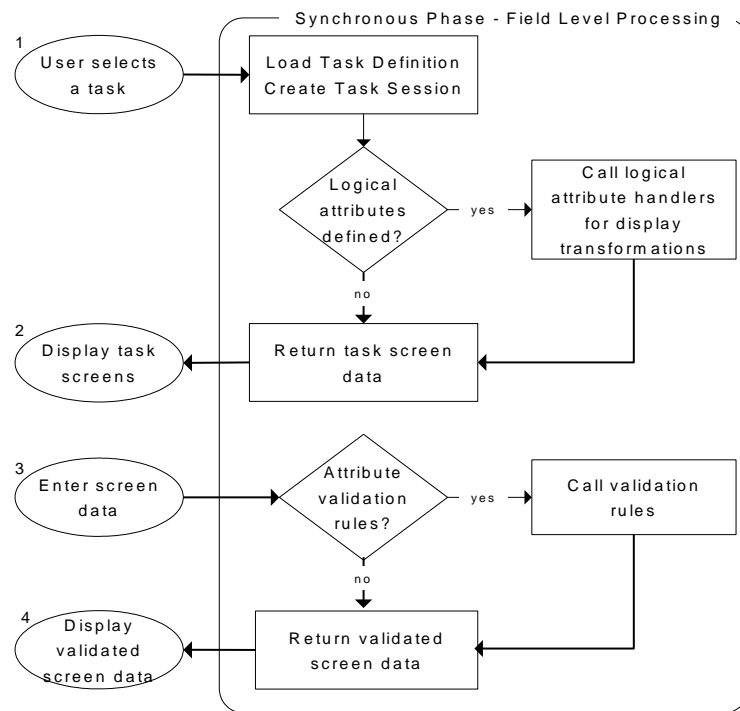 Synchronous Phase - Field Level Processing
1
User selects
a task
Load Task Definition
Create Task Session
Logical
attributes
defined?
yes
Call logical
attribute handlers
for display
transformations
no
2
Display task
screens
Return task screen
data
3
Enter screen
data
Attribute
validation
rules?
yes
Call validation
rules
no
4
Display
validated
screen data
Return validated
screen data